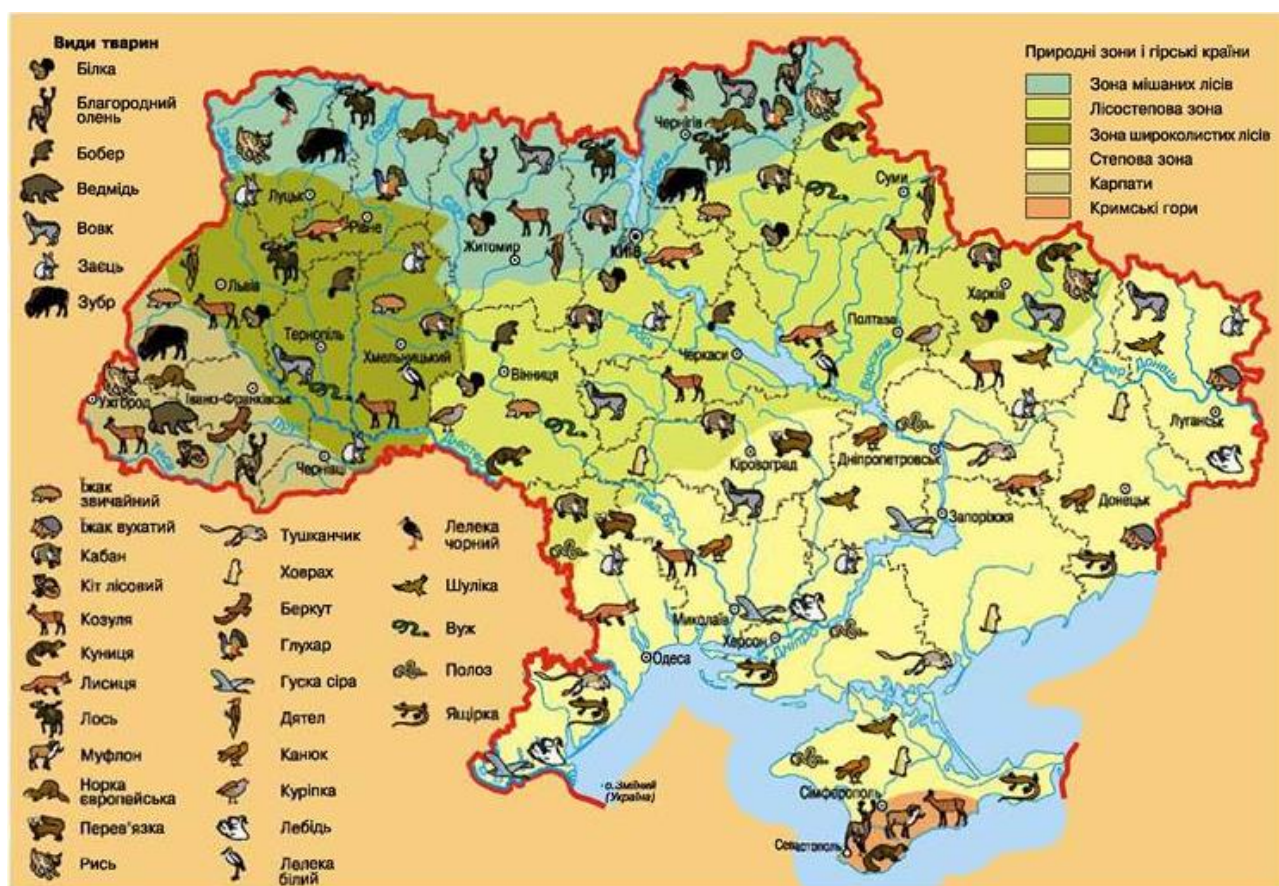 Види тварин
Білка
Благородний
олень
Бобер
Ведмідь
Вовк
Заєць
Зубр
Їжак
звичайний
Їжак вухатий
Кабан
Кіт лісовий
Козуля
Куниця
Лисиця
Лось
Муфлон
Норка
європейська
Перев'язка
Рись
Тушканчик
Ховрах
Беркут
Глухар
Гуска сіра
Дятел
Канюк
Куріпка
Лебідь
Лелека
білий
Лелека
чорний
Шуліка
Вуж
Полоз
Ящірка
Природні зони і гірські країни
Зона мішаних лісів
Лісостепова зона
Зона широколистих лісів
Степова зона
Карпати
Кримські гори
Чернігів
Суми
Луцьк
Рівне
Житомир
Київ
Львів
Харків
Тернопіль
Хмельницький
Полтава
Вінниця
Черкаси
Рось
Ворскла
Донець
Ужгород
Івано-Франківськ
Луганськ
Прут
Дністер
Чернівці
Кіровоград
Дніпропетровськ
Донецьк
Запоріжжя
Миколаїв
Херсон
Дніпро
Одеса
о. Зміїний
(Україна)
Сімферополь
Севастополь